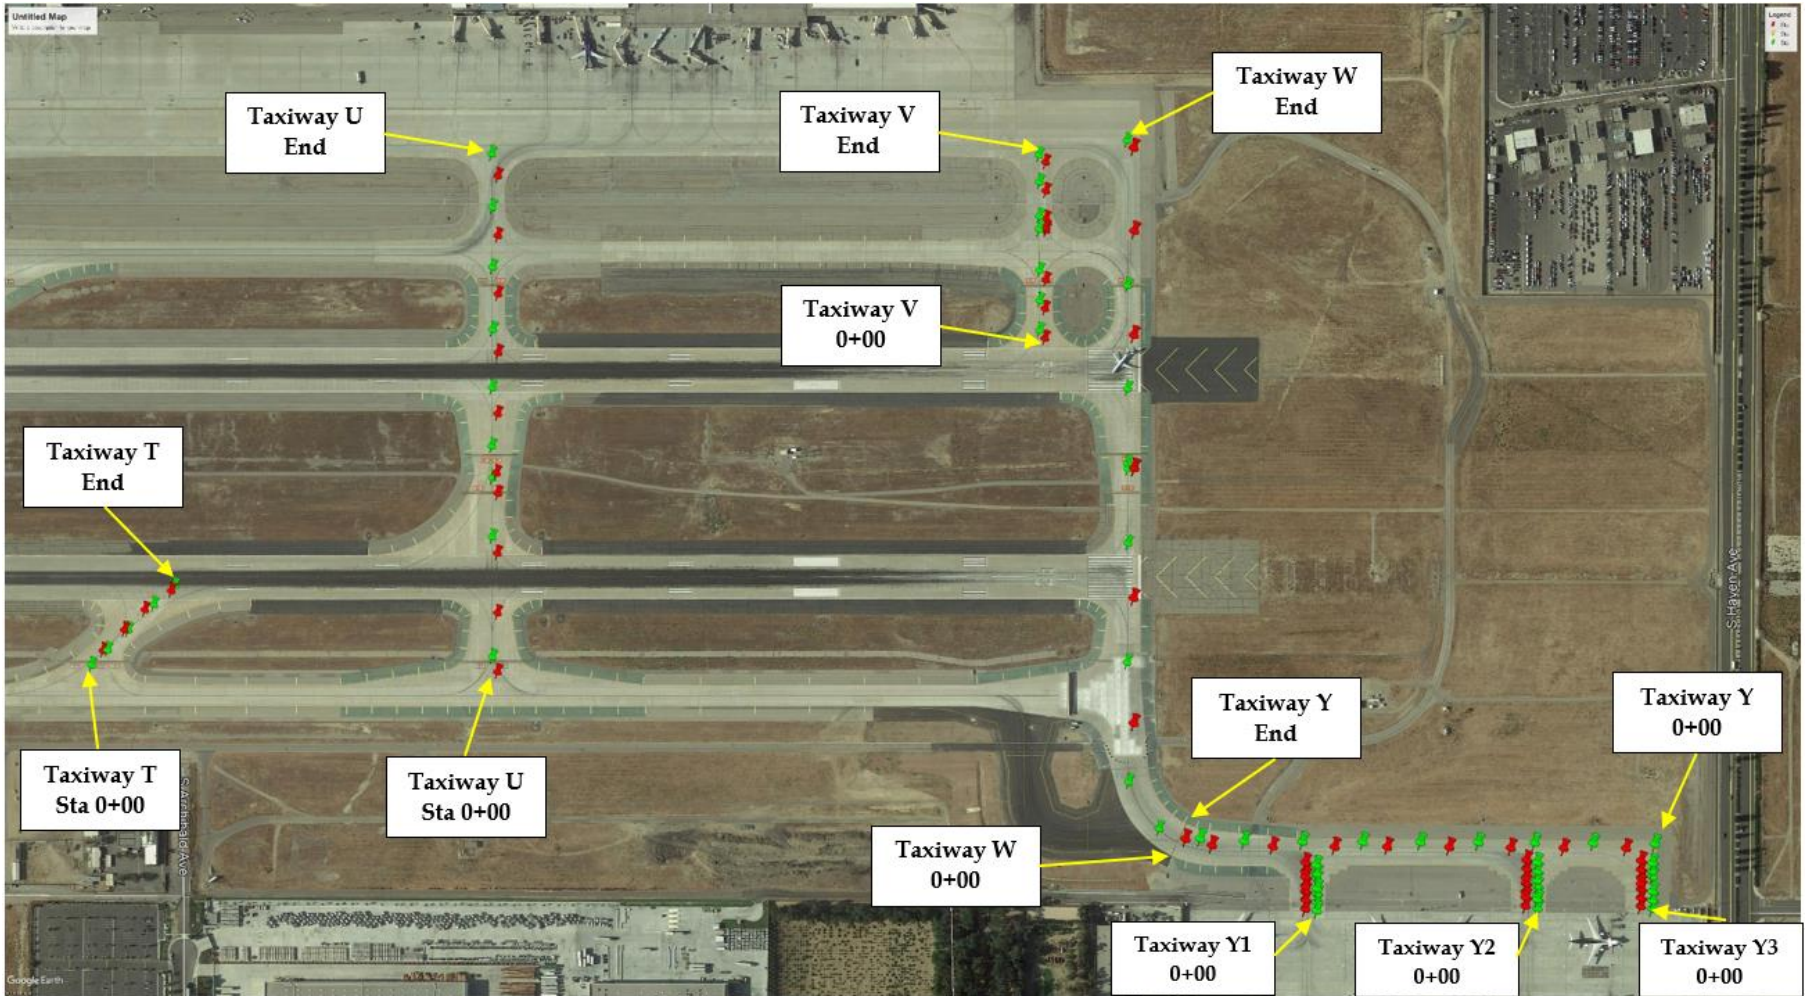 Untitled Map
Legend
Taxiway W
End
Taxiway U
End
Taxiway V
End
Taxiway V
0+00
Taxiway T
End
Taxiway Y
End
Taxiway Y
0+00
Taxiway T
Sta 0+00
Taxiway U
Sta 0+00
Taxiway W
0+00
Taxiway Y1
0+00
Taxiway Y2
0+00
Taxiway Y3
0+00
S Haven Ave
S Archibald Ave
Google Earth